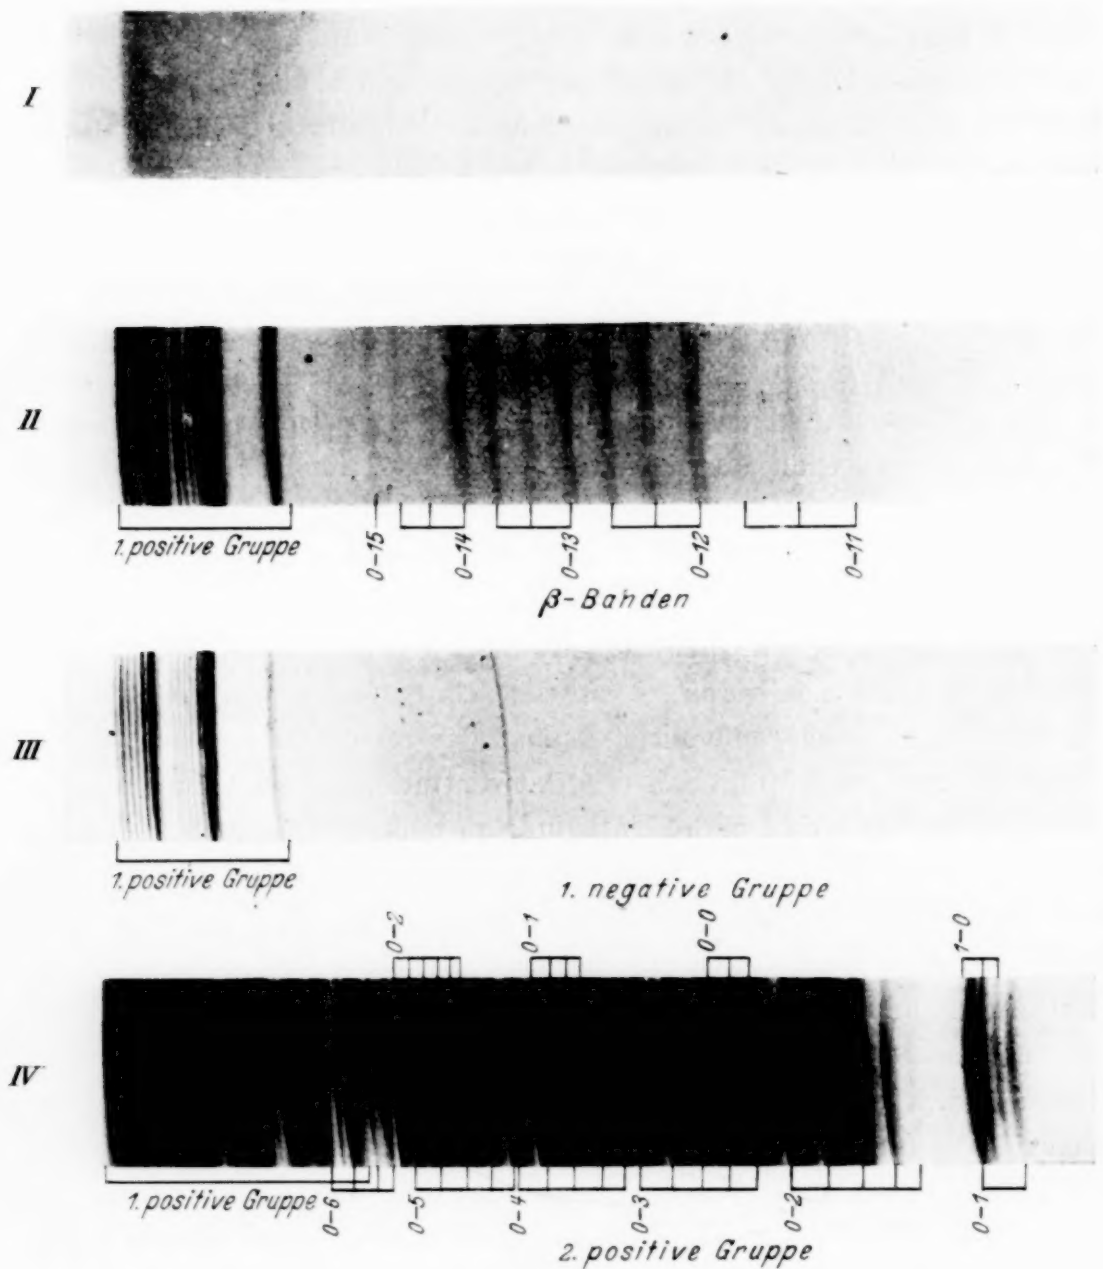 I
II
1. positive Gruppe
0-15
0-14
0-13
0-12
0-11
β-Banden
III
1. positive Gruppe
1. negative Gruppe
0-2
0-1
0-0
1-0
IV
1. positive Gruppe
0-6
0-5
0-4
0-3
0-2
0-1
2. positive Gruppe